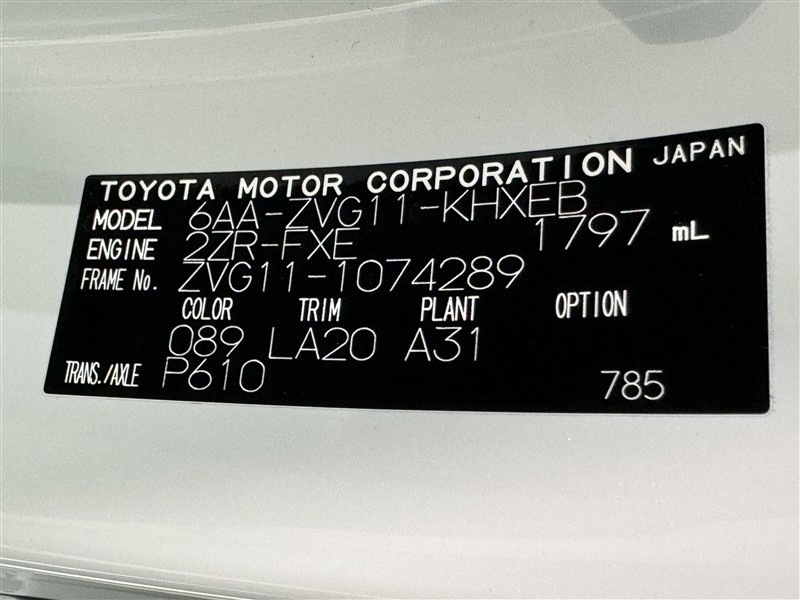 TOYOTA MOTOR CORPORATION JAPAN
MODEL 6AA-ZVG11-KHXEB
ENGINE 2ZR-FXE 1797 mL
FRAME No. ZVG11-1074289
COLOR TRIM PLANT OPTION
089 LA20 A31
TRANS./AXLE P610 785